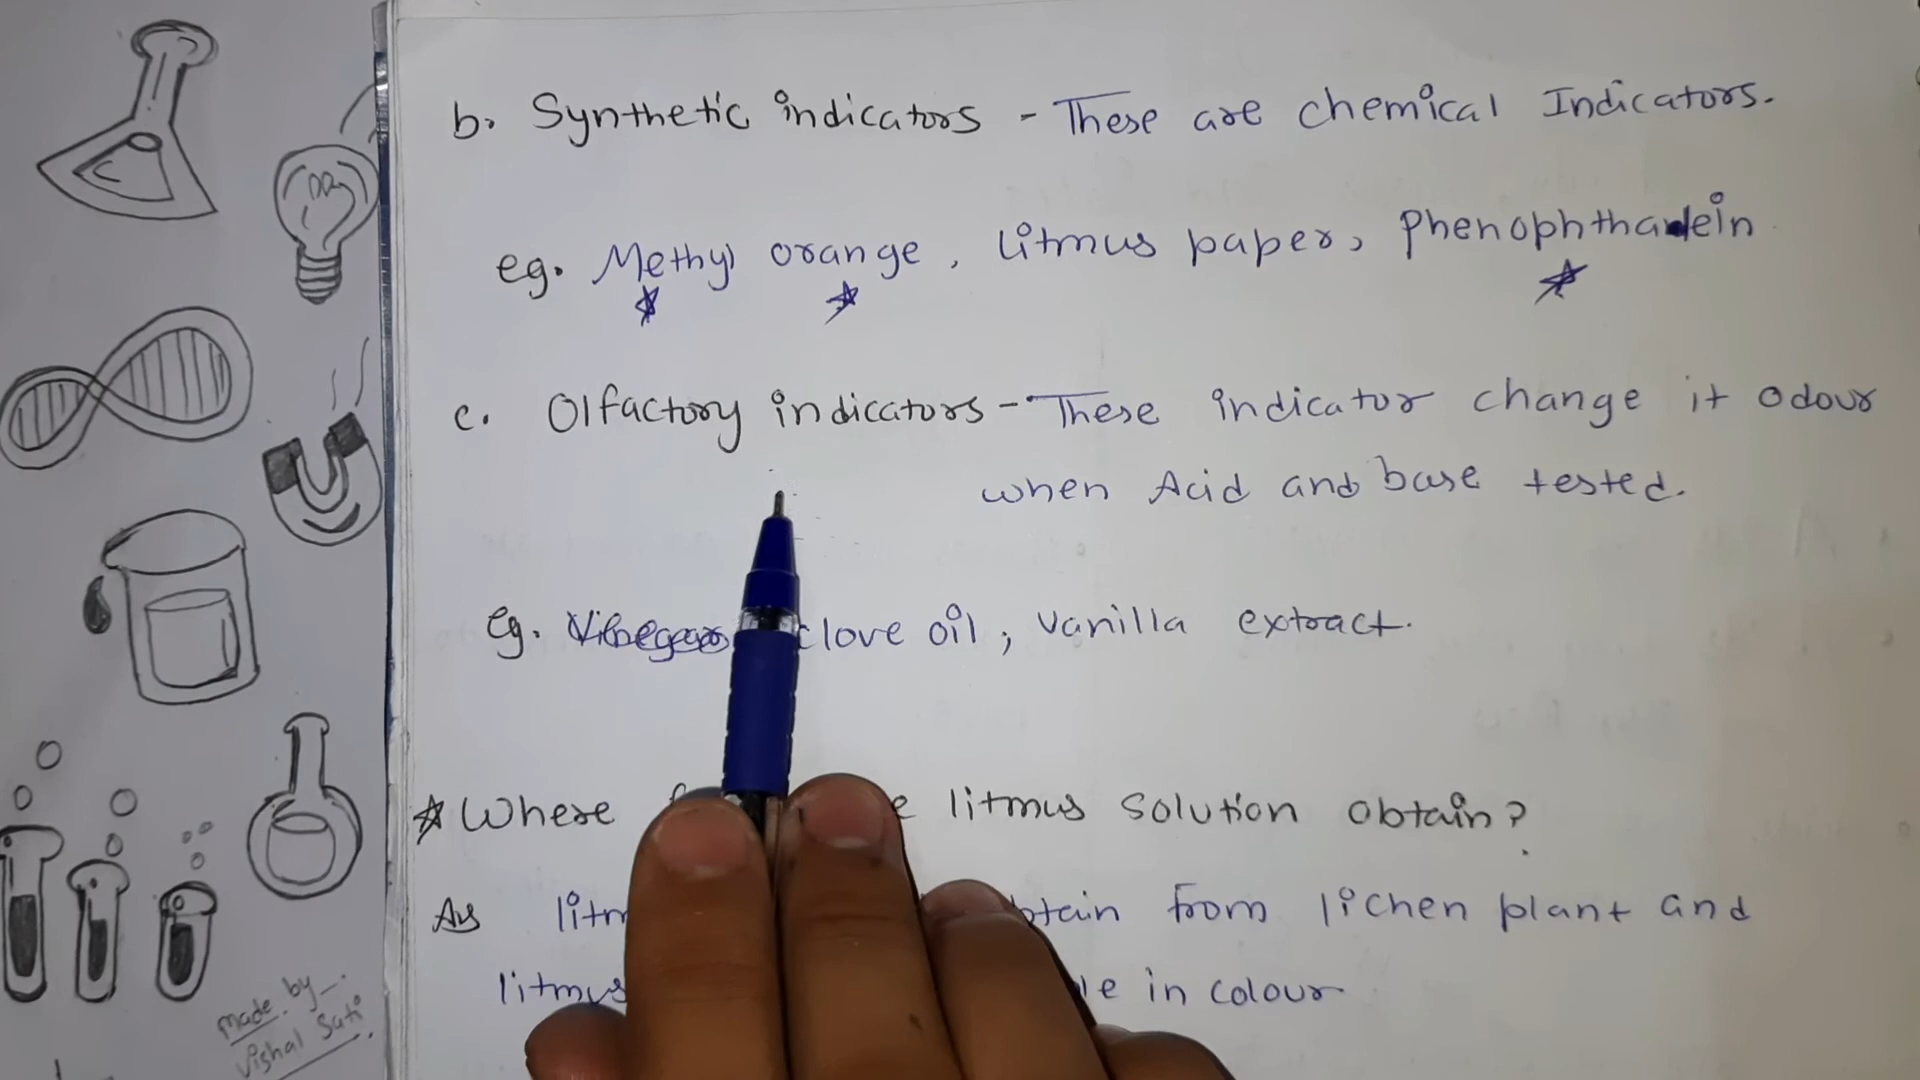 b. Synthetic indicators - These are chemical Indicators.
eg. Methyl orange, litmus paper, Phenophthalein
c. Olfactory indicators - These indicator change it odour
when Acid and base tested.
eg. clove oil, vanilla extract.
Where litmus solution obtain?
Ans from lichen plant and
in colour
made by
Vishal Sati